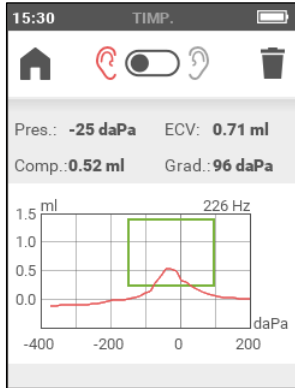 15:30 TIMP.
Pres.: -25 daPa ECV: 0.71 ml
Comp.:0.52 ml Grad.:96 daPa
1.5 ml 226 Hz
1.0
0.5
0.0
daPa
-400 -200 0 200